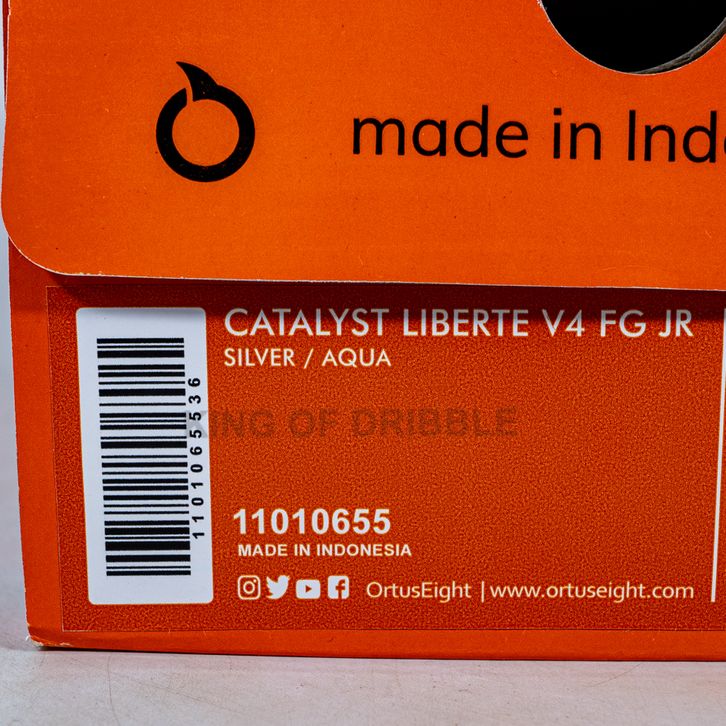 made in Ind
CATALYST LIBERTE V4 FG JR
SILVER / AQUA
KING OF DRIBBLE
11010655
MADE IN INDONESIA
OrtusEight | www.ortuseight.com
11010655536